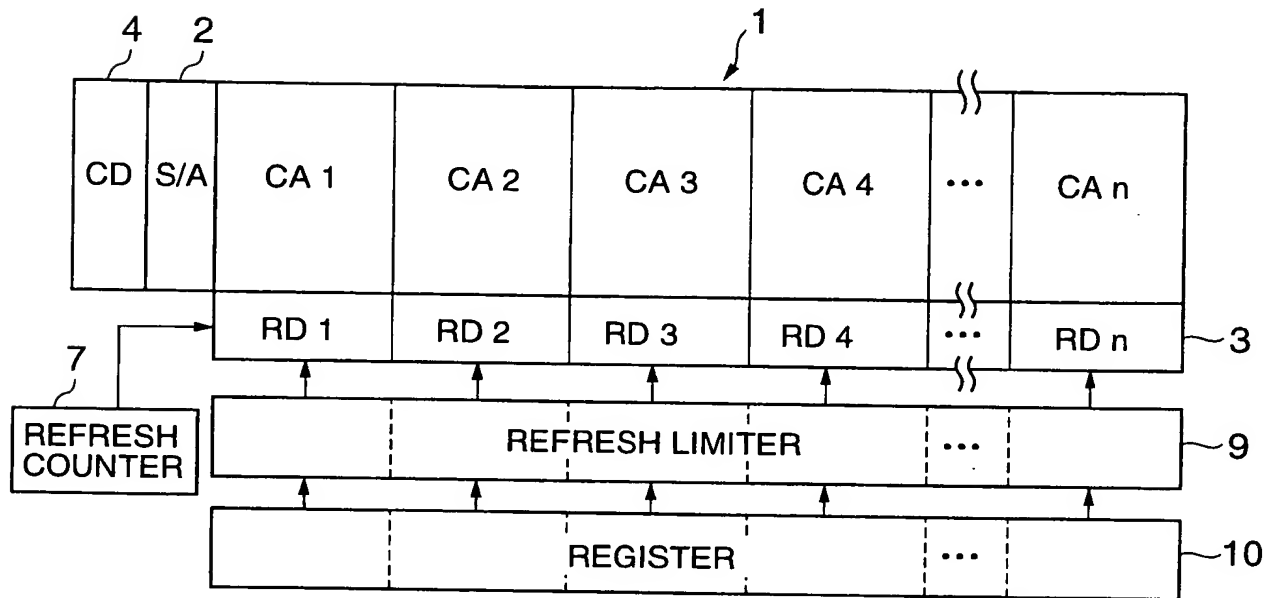 4 2 1
CD S/A CA 1 CA 2 CA 3 CA 4 ••• CA n
RD 1 RD 2 RD 3 RD 4 ••• RD n 3
7
REFRESH
COUNTER
REFRESH LIMITER ••• 9
REGISTER ••• 10